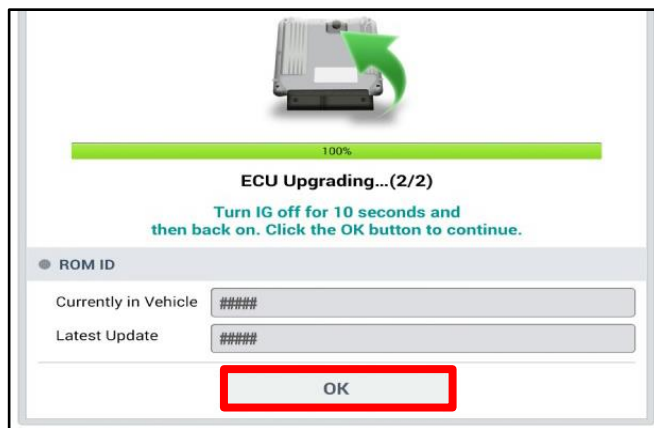 100%
ECU Upgrading...(2/2)
Turn IG off for 10 seconds and
then back on. Click the OK button to continue.
ROM ID
Currently in Vehicle #####
Latest Update #####
OK